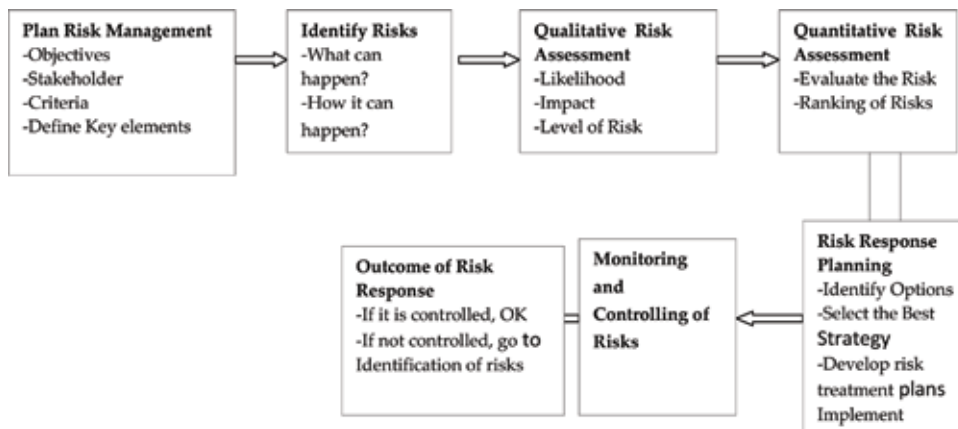 Plan Risk Management
-Objectives
-Stakeholder
-Criteria
-Define Key elements
Identify Risks
-What can
happen?
-How it can
happen?
Qualitative Risk
Assessment
-Likelihood
-Impact
-Level of Risk
Quantitative Risk
Assessment
-Evaluate the Risk
-Ranking of Risks
Risk Response
Planning
-Identify Options
-Select the Best
Strategy
-Develop risk
treatment plans
Implement
Monitoring
and
Controlling of
Risks
Outcome of Risk
Response
-If it is controlled, OK
-If not controlled, go to
Identification of risks